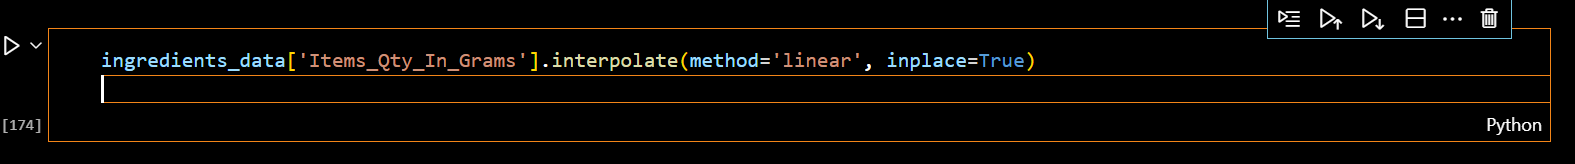 ingredients_data['Items_Qty_In_Grams'].interpolate(method='linear', inplace=True)
[174]
Python